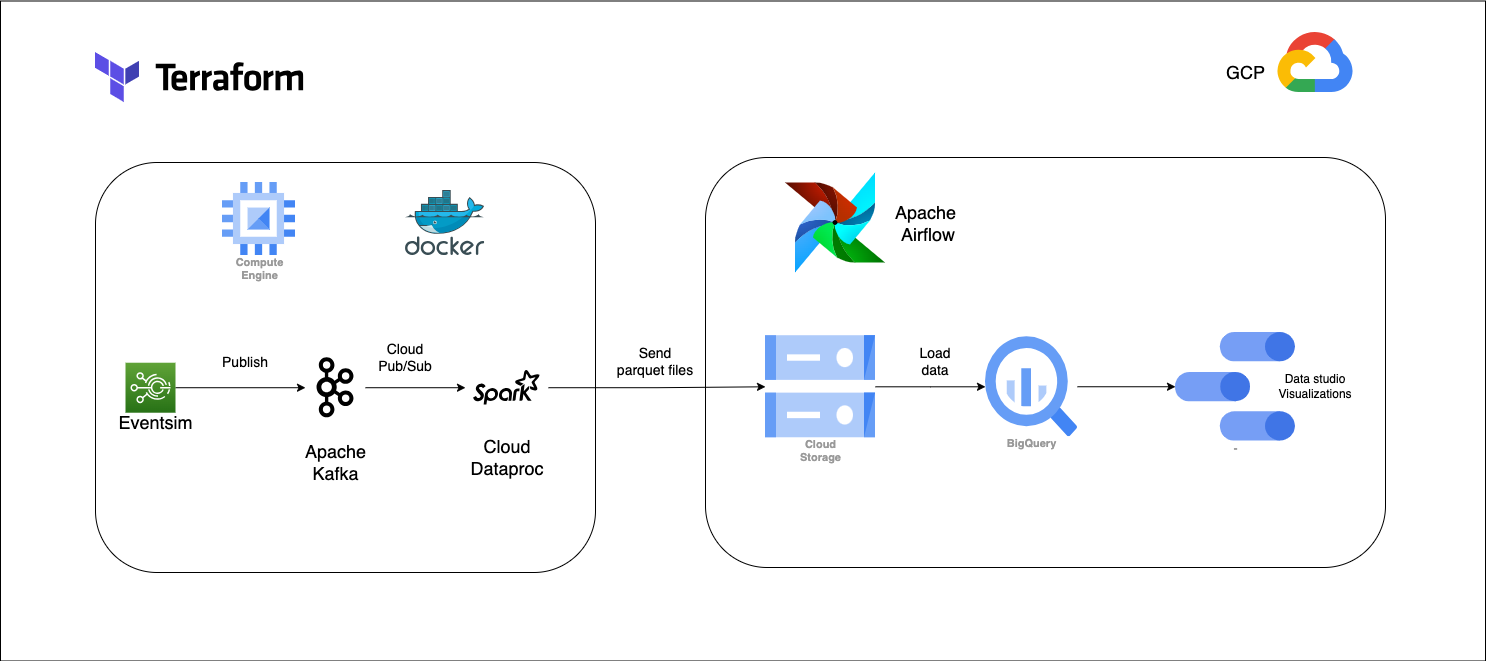 Terraform
GCP
Compute
Engine
docker
Apache
Airflow
Publish
Cloud
Pub/Sub
Send
parquet files
Load
data
Data studio
Visualizations
Eventsim
Spark
Apache
Kafka
Cloud
Dataproc
Cloud
Storage
BigQuery
-